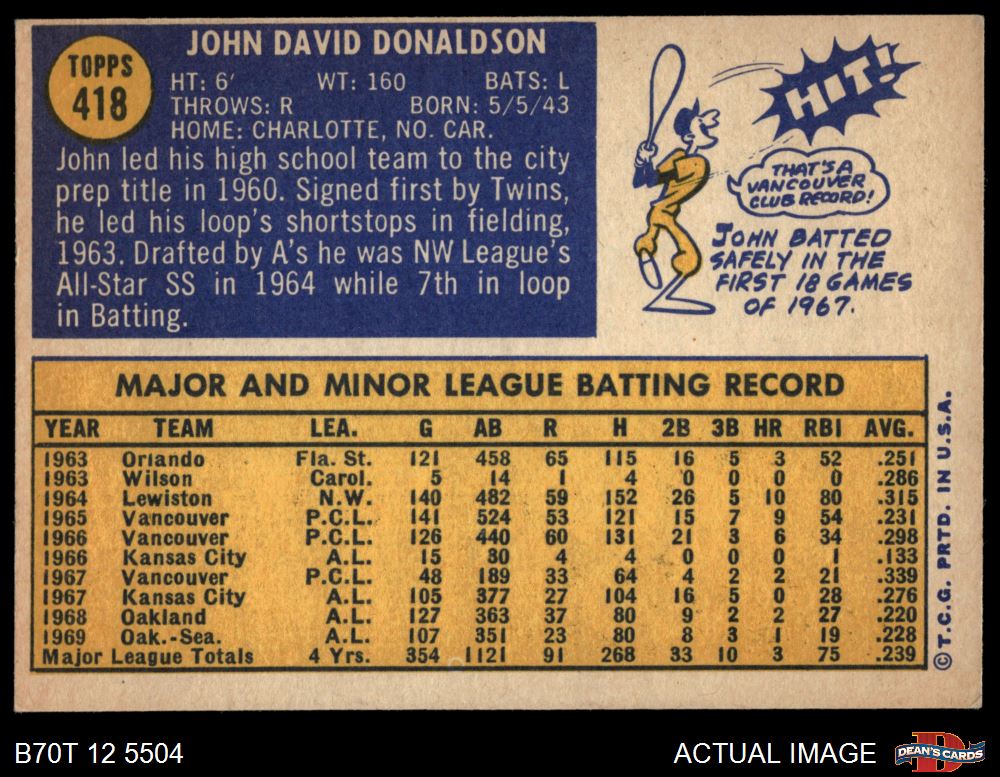 TOPPS
418
JOHN DAVID DONALDSON
HT: 6' WT: 160 BATS: L
THROWS: R BORN: 5/5/43
HOME: CHARLOTTE, NO. CAR.
John led his high school team to the city
prep title in 1960. Signed first by Twins,
he led his loop's shortstops in fielding,
1963. Drafted by A's he was NW League's
All-Star SS in 1964 while 7th in loop
in Batting.
HIT!
THAT'S A
VANCOUVER
CLUB RECORD!
JOHN BATTED
SAFELY IN THE
FIRST 18 GAMES
OF 1967.
MAJOR AND MINOR LEAGUE BATTING RECORD
YEAR TEAM LEA. G AB R H 2B 3B HR RBI AVG.
1963 Orlando Fla. St. 121 458 65 115 16 5 3 52 .251
1963 Wilson Carol. 5 14 1 4 0 0 0 0 .286
1964 Lewiston N.W. 140 482 59 152 26 5 10 80 .315
1965 Vancouver P.C.L. 141 524 53 121 15 7 9 54 .231
1966 Vancouver P.C.L. 126 440 60 131 21 3 6 34 .298
1966 Kansas City A.L. 15 30 4 4 0 0 0 1 .133
1967 Vancouver P.C.L. 48 189 33 64 4 2 2 21 .339
1967 Kansas City A.L. 105 377 27 104 16 5 0 28 .276
1968 Oakland A.L. 127 363 37 80 9 2 2 27 .220
1969 Oak.-Sea. A.L. 107 351 23 80 8 3 1 19 .228
Major League Totals 4 Yrs. 354 1121 91 268 33 10 3 75 .239
© T.C.G. PRTD. IN U.S.A.
B70T 12 5504
ACTUAL IMAGE
DEAN'S CARDS